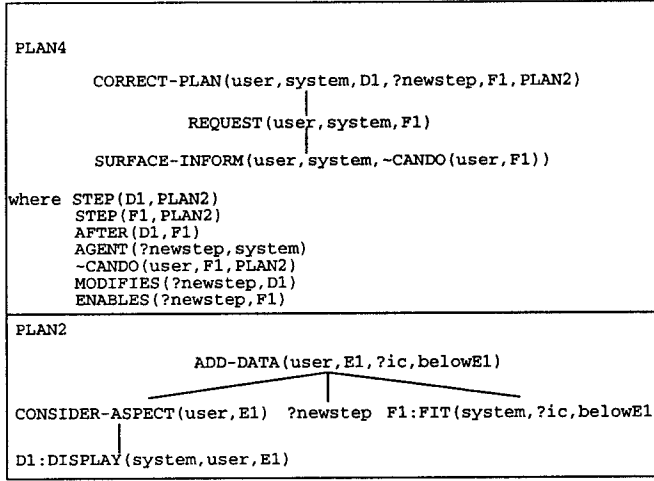 PLAN4
CORRECT-PLAN(user,system,D1,?newstep,F1,PLAN2)
REQUEST(user,system,F1)
SURFACE-INFORM(user,system,~CANDO(user,F1))
where STEP(D1,PLAN2)
STEP(F1,PLAN2)
AFTER(D1,F1)
AGENT(?newstep,system)
~CANDO(user,F1,PLAN2)
MODIFIES(?newstep,D1)
ENABLES(?newstep,F1)
PLAN2
ADD-DATA(user,E1,?ic,belowE1)
CONSIDER-ASPECT(user,E1) ?newstep F1:FIT(system,?ic,belowE1
D1:DISPLAY(system,user,E1)